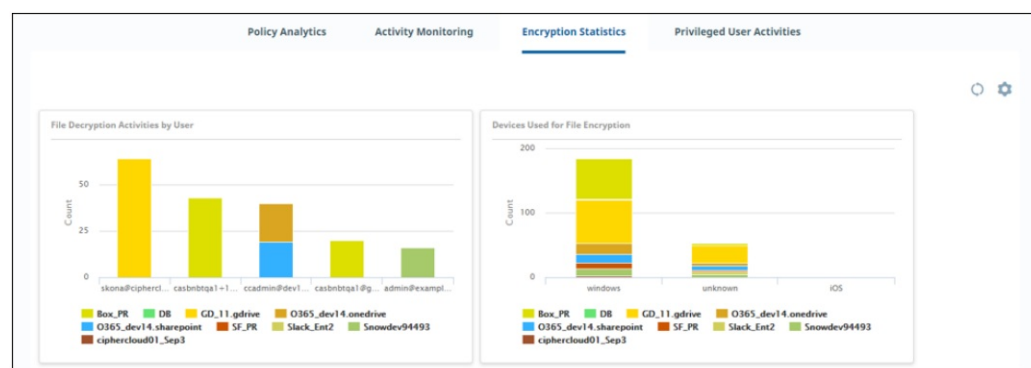 Policy Analytics Activity Monitoring Encryption Statistics Privileged User Activities
File Decryption Activities by User
50
25
0
Count
skona@ciphercl... casbnbtqa1+1... ccadmin@dev1... casbnbtqa1@g... admin@exampl...
Box_PR DB GD_11.gdrive O365_dev14.onedrive
O365_dev14.sharepoint SF_PR Slack_Ent2 Snowdev94493
ciphercloud01_Sep3
Devices Used for File Encryption
200
100
0
Count
windows unknown iOS
Box_PR DB GD_11.gdrive O365_dev14.onedrive
O365_dev14.sharepoint SF_PR Slack_Ent2 Snowdev94493
ciphercloud01_Sep3